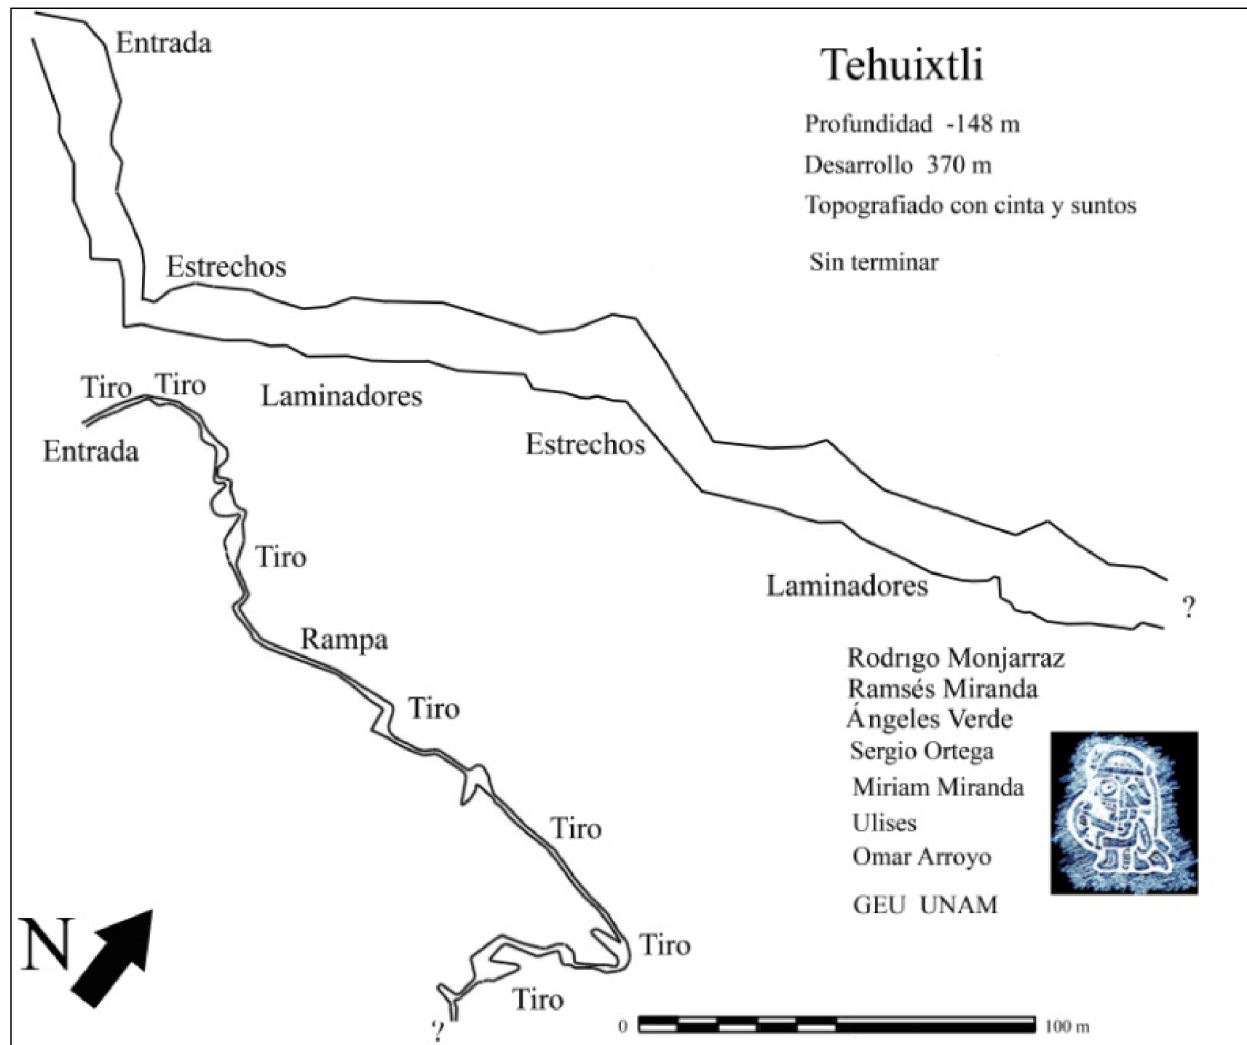 Tehuixtli
Profundidad -148 m
Desarrollo 370 m
Topografiado con cinta y suntos
Sin terminar
Entrada
Estrechos
Laminadores
Estrechos
Laminadores
?
Tiro Tiro
Entrada
Tiro
Rampa
Tiro
Tiro
Tiro
Tiro
?
Rodrigo Monjarraz
Ramsés Miranda
Ángeles Verde
Sergio Ortega
Miriam Miranda
Ulises
Omar Arroyo
GEU UNAM
N
0 100 m